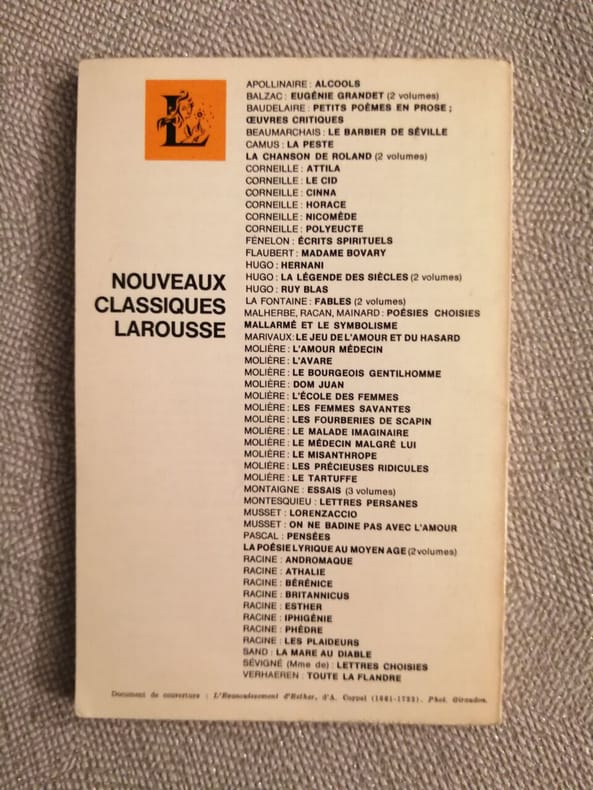 L
NOUVEAUX
CLASSIQUES
LAROUSSE
APOLLINAIRE : ALCOOLS
BALZAC : EUGÉNIE GRANDET (2 volumes)
BAUDELAIRE : PETITS POÈMES EN PROSE ;
ŒUVRES CRITIQUES
BEAUMARCHAIS : LE BARBIER DE SÉVILLE
CAMUS : LA PESTE
LA CHANSON DE ROLAND (2 volumes)
CORNEILLE : ATTILA
CORNEILLE : LE CID
CORNEILLE : CINNA
CORNEILLE : HORACE
CORNEILLE : NICOMÈDE
CORNEILLE : POLYEUCTE
FÉNELON : ÉCRITS SPIRITUELS
FLAUBERT : MADAME BOVARY
HUGO : HERNANI
HUGO : LA LÉGENDE DES SIÈCLES (2 volumes)
HUGO : RUY BLAS
LA FONTAINE : FABLES (2 volumes)
MALHERBE, RACAN, MAINARD : POÉSIES CHOISIES
MALLARMÉ ET LE SYMBOLISME
MARIVAUX : LE JEU DE L'AMOUR ET DU HASARD
MOLIÈRE : L'AMOUR MÉDECIN
MOLIÈRE : L'AVARE
MOLIÈRE : LE BOURGEOIS GENTILHOMME
MOLIÈRE : DOM JUAN
MOLIÈRE : L'ÉCOLE DES FEMMES
MOLIÈRE : LES FEMMES SAVANTES
MOLIÈRE : LES FOURBERIES DE SCAPIN
MOLIÈRE : LE MALADE IMAGINAIRE
MOLIÈRE : LE MÉDECIN MALGRÉ LUI
MOLIÈRE : LE MISANTHROPE
MOLIÈRE : LES PRÉCIEUSES RIDICULES
MOLIÈRE : LE TARTUFFE
MONTAIGNE : ESSAIS (3 volumes)
MONTESQUIEU : LETTRES PERSANES
MUSSET : LORENZACCIO
MUSSET : ON NE BADINE PAS AVEC L'AMOUR
PASCAL : PENSÉES
LA POÉSIE LYRIQUE AU MOYEN AGE (2 volumes)
RACINE : ANDROMAQUE
RACINE : ATHALIE
RACINE : BÉRÉNICE
RACINE : BRITANNICUS
RACINE : ESTHER
RACINE : IPHIGÉNIE
RACINE : PHÈDRE
RACINE : LES PLAIDEURS
SAND : LA MARE AU DIABLE
SÉVIGNÉ (Mme de) : LETTRES CHOISIES
VERHAEREN : TOUTE LA FLANDRE
Document de couverture : L'Évanouissement d'Esther, d'A. Coypel (1661-1722). Phot. Giraudon.